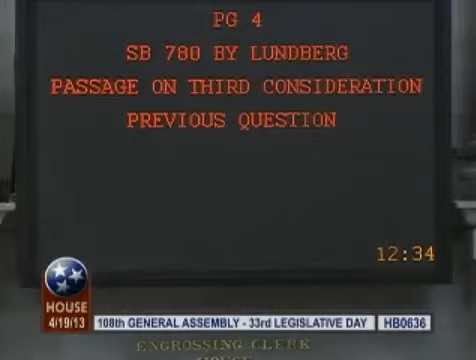 PG 4
SB 780 BY LUNDBERG
PASSAGE ON THIRD CONSIDERATION
PREVIOUS QUESTION
12:34
HOUSE
4/19/13
108th GENERAL ASSEMBLY - 33rd LEGISLATIVE DAY
HB0636
ENGROSSING CLERK
HOUSE